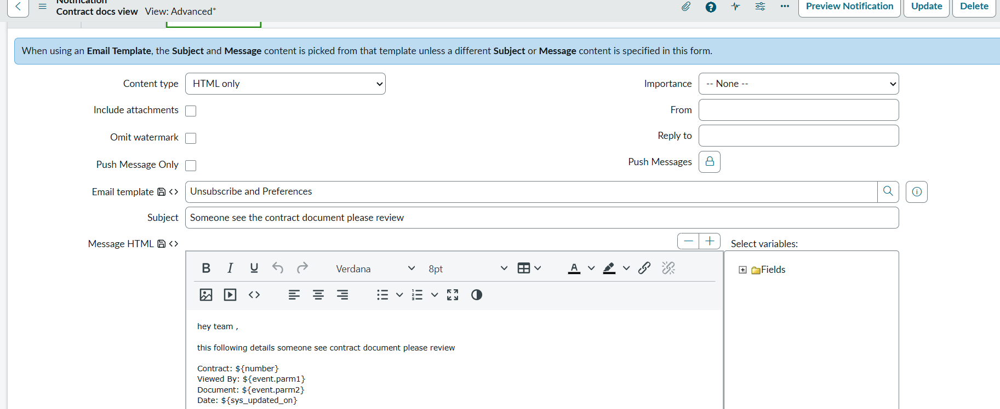 Notification
Contract docs view View: Advanced*
Preview Notification
Update
Delete
When using an Email Template, the Subject and Message content is picked from that template unless a different Subject or Message content is specified in this form.
Content type
HTML only
Importance
-- None --
Include attachments
From
Omit watermark
Reply to
Push Message Only
Push Messages
Email template
Unsubscribe and Preferences
Subject
Someone see the contract document please review
Message HTML
Select variables:
B I U
Verdana
8pt
A
Fields
hey team ,
this following details someone see contract document please review
Contract: ${number}
Viewed By: ${event.parm1}
Document: ${event.parm2}
Date: ${sys_updated_on}